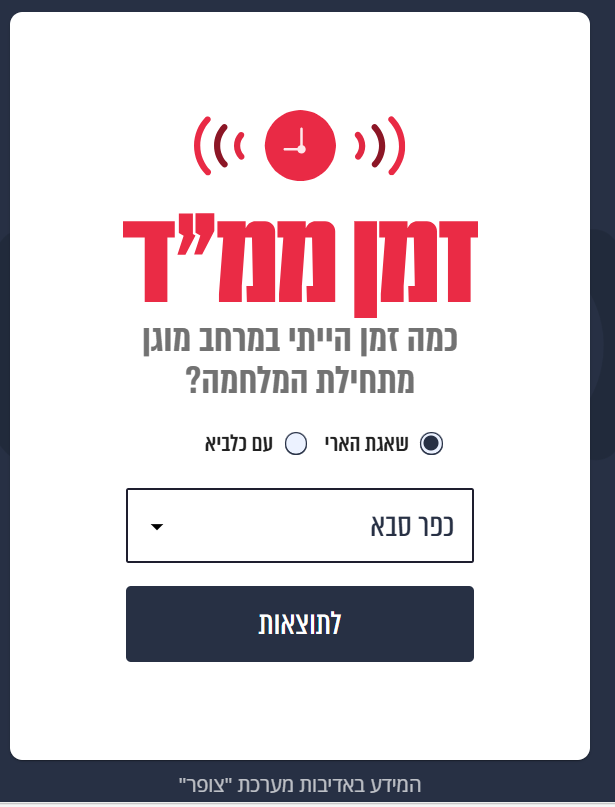 זמן ממ"ד
כמה זמן הייתי במרחב מוגן
מתחילת המלחמה?
שאגת הארי
עם כלביא
כפר סבא
לתוצאות
המידע באדיבות מערכת "צופר"